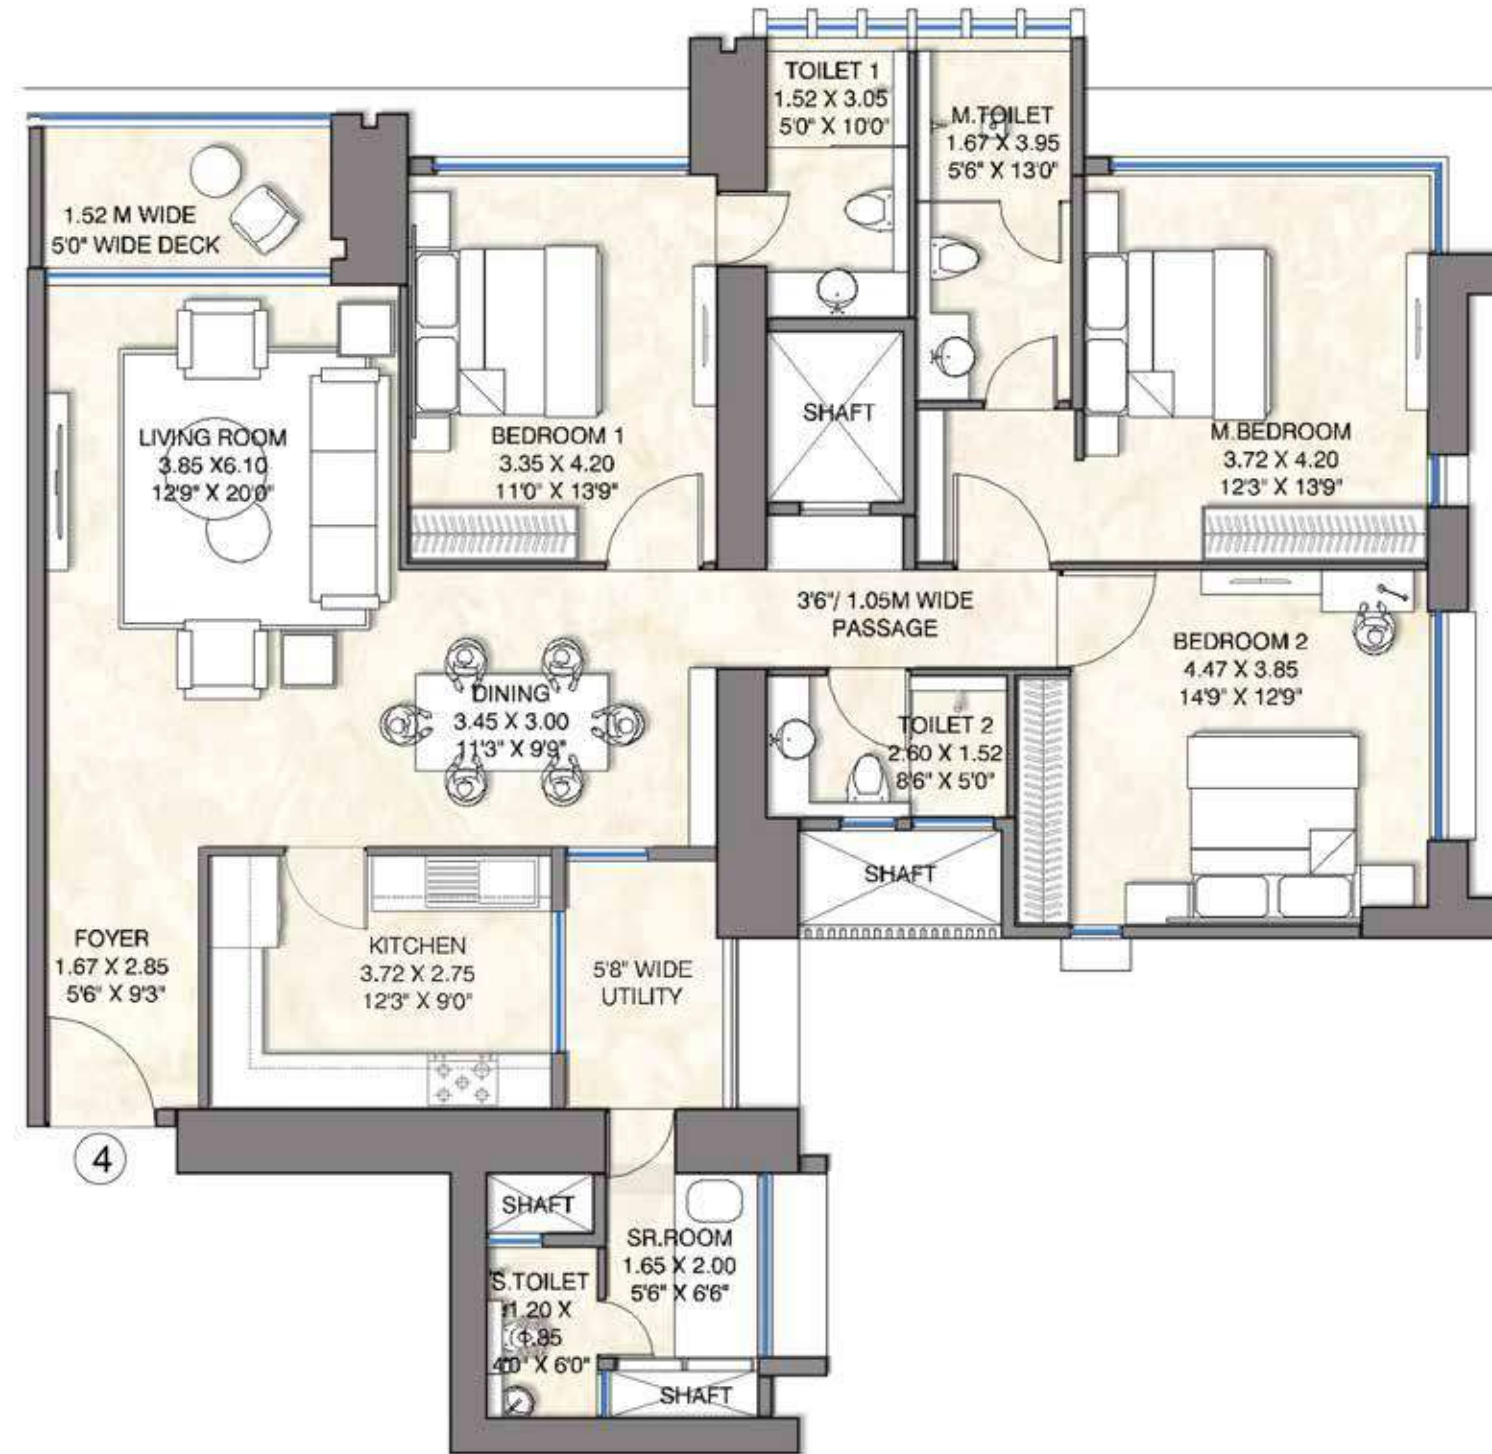 TOILET 1
1.52 X 3.05
5'0" X 10'0"
M.TOILET
1.67 X 3.95
5'6" X 13'0"
1.52 M WIDE
5'0" WIDE DECK
LIVING ROOM
3.85 X6.10
12'9" X 20'0"
BEDROOM 1
3.35 X 4.20
11'0" X 13'9"
SHAFT
M.BEDROOM
3.72 X 4.20
12'3" X 13'9"
3'6"/ 1.05M WIDE
PASSAGE
BEDROOM 2
4.47 X 3.85
14'9" X 12'9"
DINING
3.45 X 3.00
11'3" X 9'9"
TOILET 2
2.60 X 1.52
8'6" X 5'0"
SHAFT
FOYER
1.67 X 2.85
5'6" X 9'3"
KITCHEN
3.72 X 2.75
12'3" X 9'0"
5'8" WIDE
UTILITY
4
SHAFT
SR.ROOM
1.65 X 2.00
5'6" X 6'6"
S.TOILET
1.20 X
1.85
4'0" X 6'0"
SHAFT